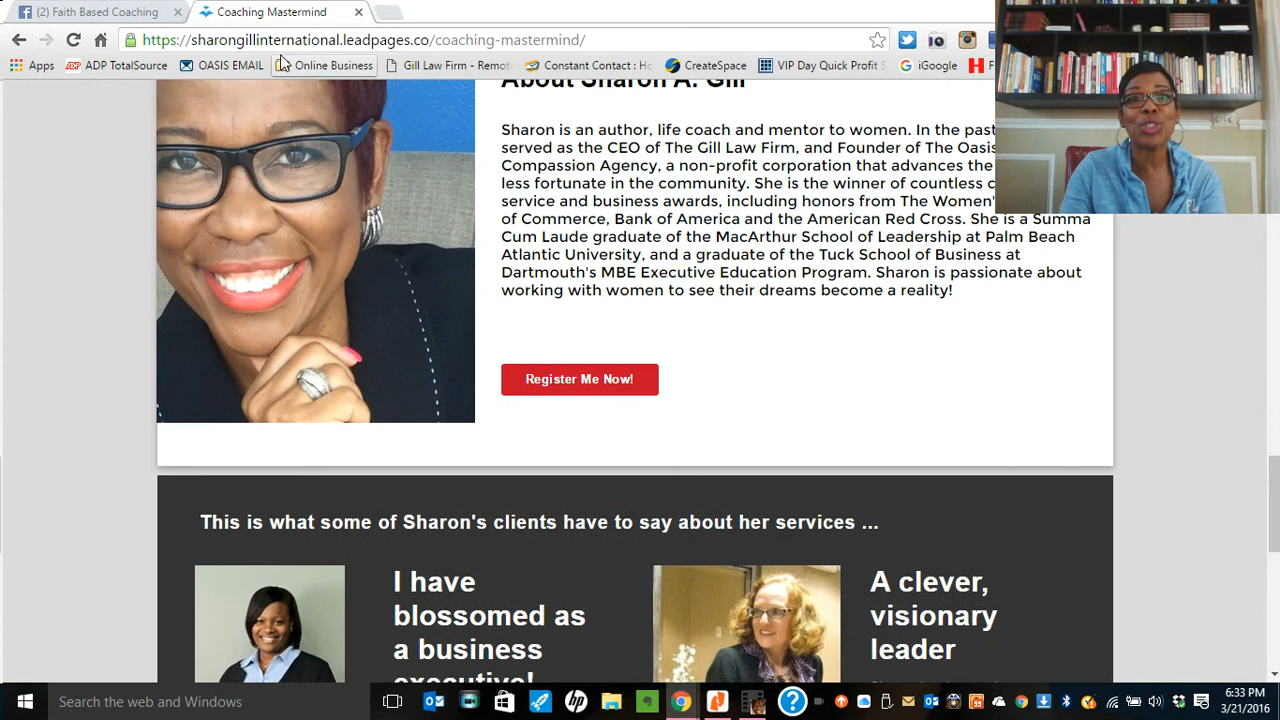 (2) Faith Based Coaching
Coaching Mastermind
https://sharongillinternational.leadpages.co/coaching-mastermind/
Apps ADP TotalSource OASIS EMAIL Online Business Gill Law Firm - Remot Constant Contact : Ho CreateSpace VIP Day Quick Profit S iGoogle
About Sharon A. Gill
Sharon is an author, life coach and mentor to women. In the past
served as the CEO of The Gill Law Firm, and Founder of The Oasis
Compassion Agency, a non-profit corporation that advances the
less fortunate in the community. She is the winner of countless c
service and business awards, including honors from The Women'
of Commerce, Bank of America and the American Red Cross. She is a Summa
Cum Laude graduate of the MacArthur School of Leadership at Palm Beach
Atlantic University, and a graduate of the Tuck School of Business at
Dartmouth's MBE Executive Education Program. Sharon is passionate about
working with women to see their dreams become a reality!
Register Me Now!
This is what some of Sharon's clients have to say about her services ...
I have
blossomed as
a business
executive!
A clever,
visionary
leader
Search the web and Windows
6:33 PM
3/21/2016